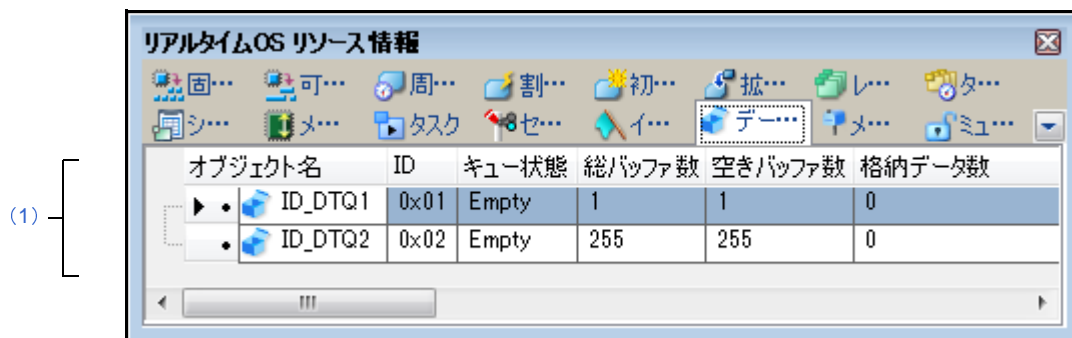 リアルタイムOS リソース情報
固… 可… 周… 割… 初… 拡… レ… タ…
シ… メ… タスク セ… イ… デー… メ… ミュ…
オブジェクト名 ID キュー状態 総バッファ数 空きバッファ数 格納データ数
(1)
ID_DTQ1 0x01 Empty 1 1 0
ID_DTQ2 0x02 Empty 255 255 0